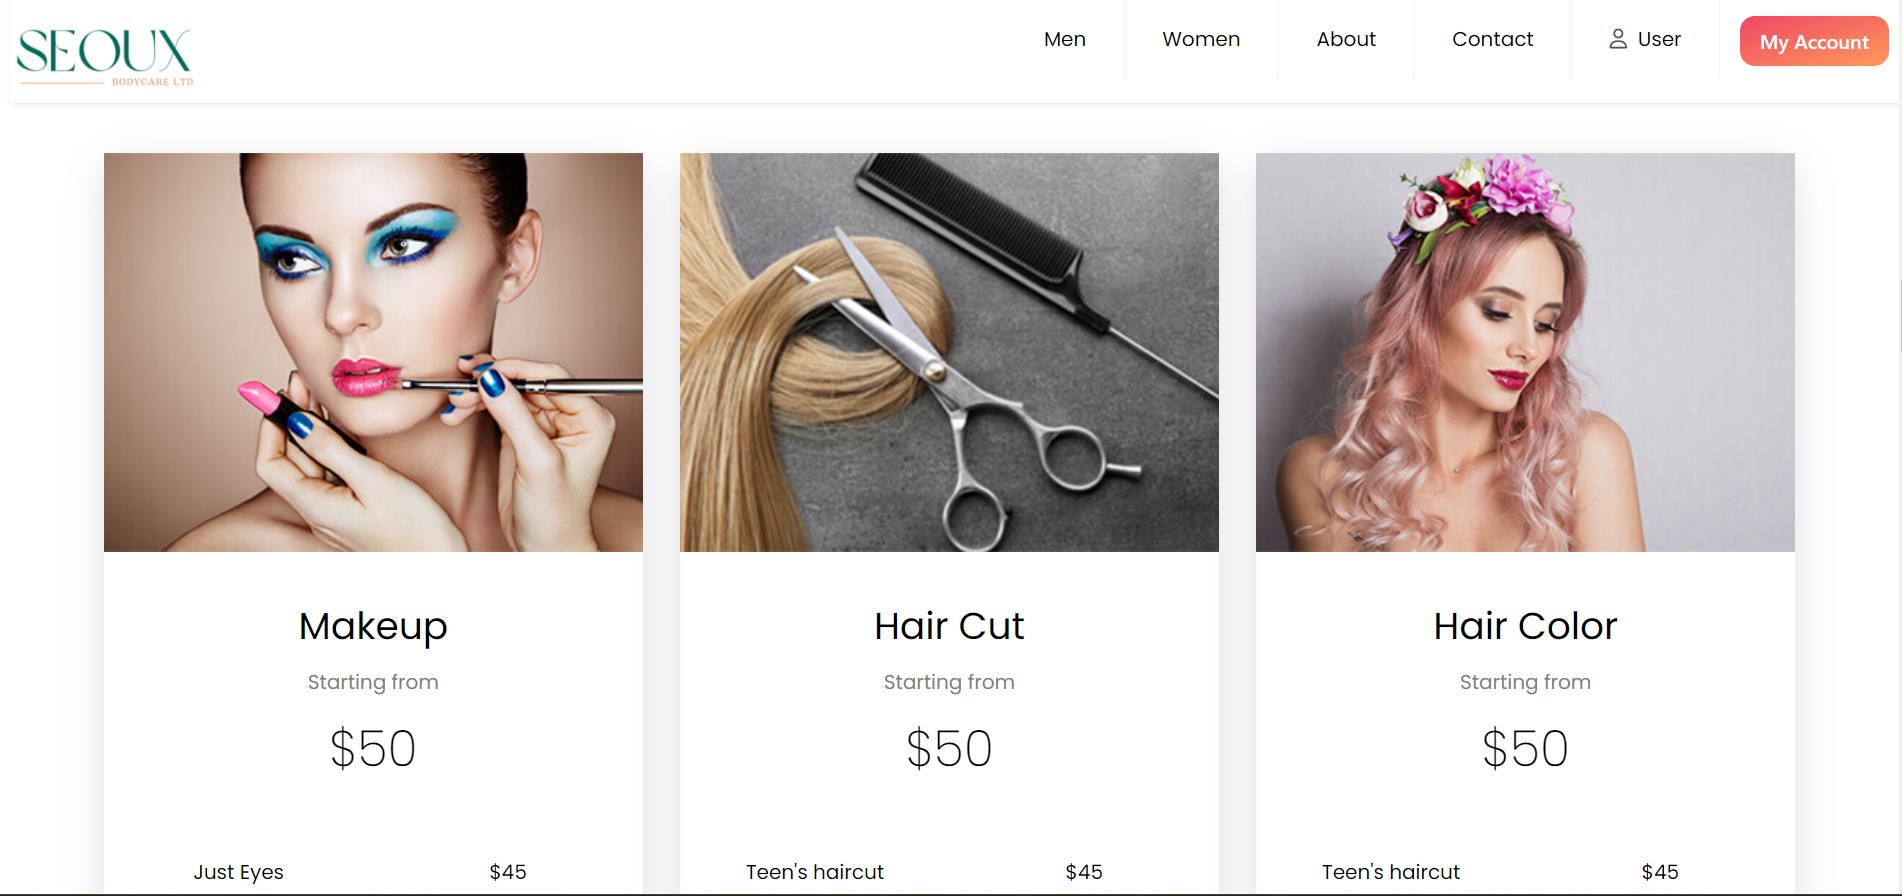 SEOUX
BODYCARE LTD
Men
Women
About
Contact
User
My Account
Makeup
Starting from
$50
Just Eyes $45
Hair Cut
Starting from
$50
Teen's haircut $45
Hair Color
Starting from
$50
Teen's haircut $45